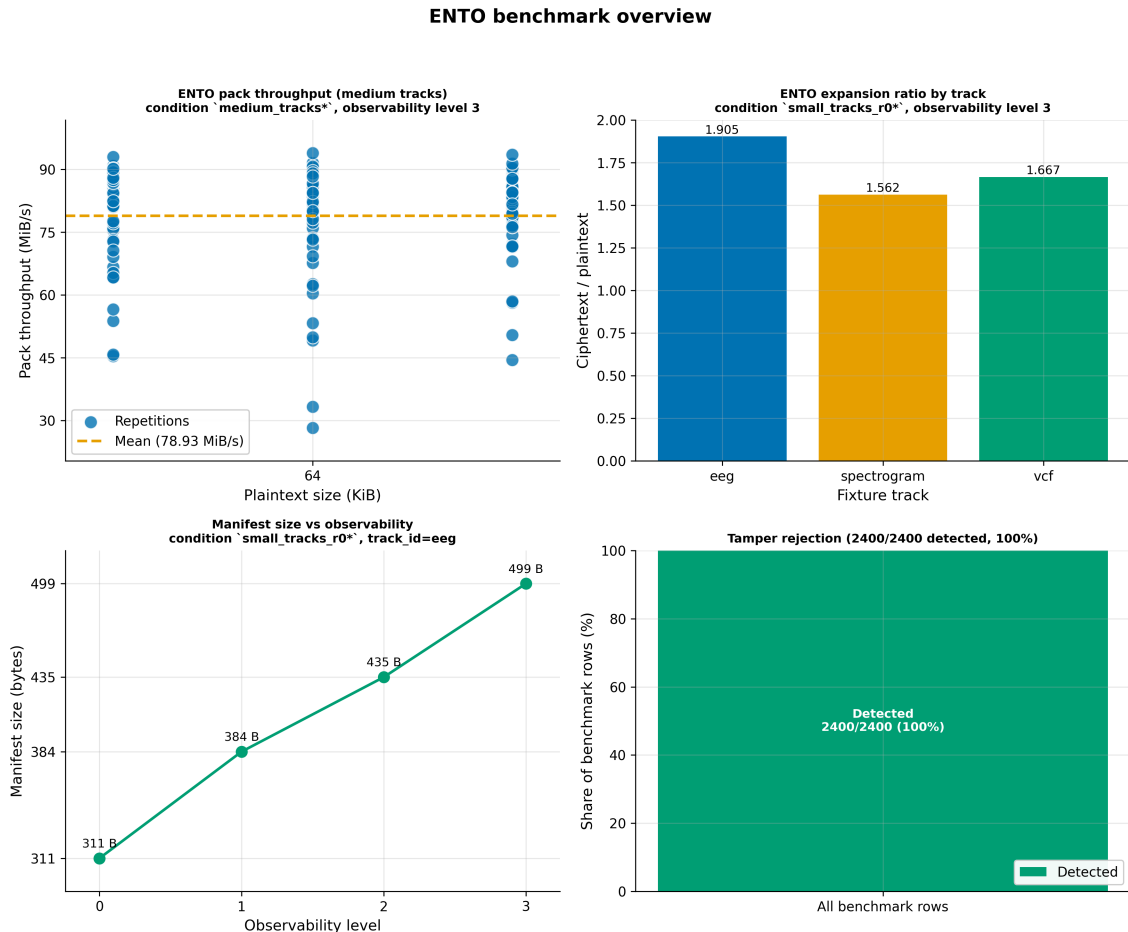 ENTO benchmark overview
ENTO pack throughput (medium tracks)
condition `medium_tracks*`, observability level 3
Pack throughput (MiB/s)
90
75
60
45
30
Repetitions
Mean (78.93 MiB/s)
64
Plaintext size (KiB)
ENTO expansion ratio by track
condition `small_tracks_r0*`, observability level 3
Ciphertext / plaintext
2.00
1.75
1.50
1.25
1.00
0.75
0.50
0.25
0.00
1.905
1.562
1.667
eeg
spectrogram
vcf
Fixture track
Manifest size vs observability
condition `small_tracks_r0*`, track_id=eeg
Manifest size (bytes)
499
435
384
311
311 B
384 B
435 B
499 B
0
1
2
3
Observability level
Tamper rejection (2400/2400 detected, 100%)
Share of benchmark rows (%)
100
80
60
40
20
0
Detected
2400/2400 (100%)
Detected
All benchmark rows